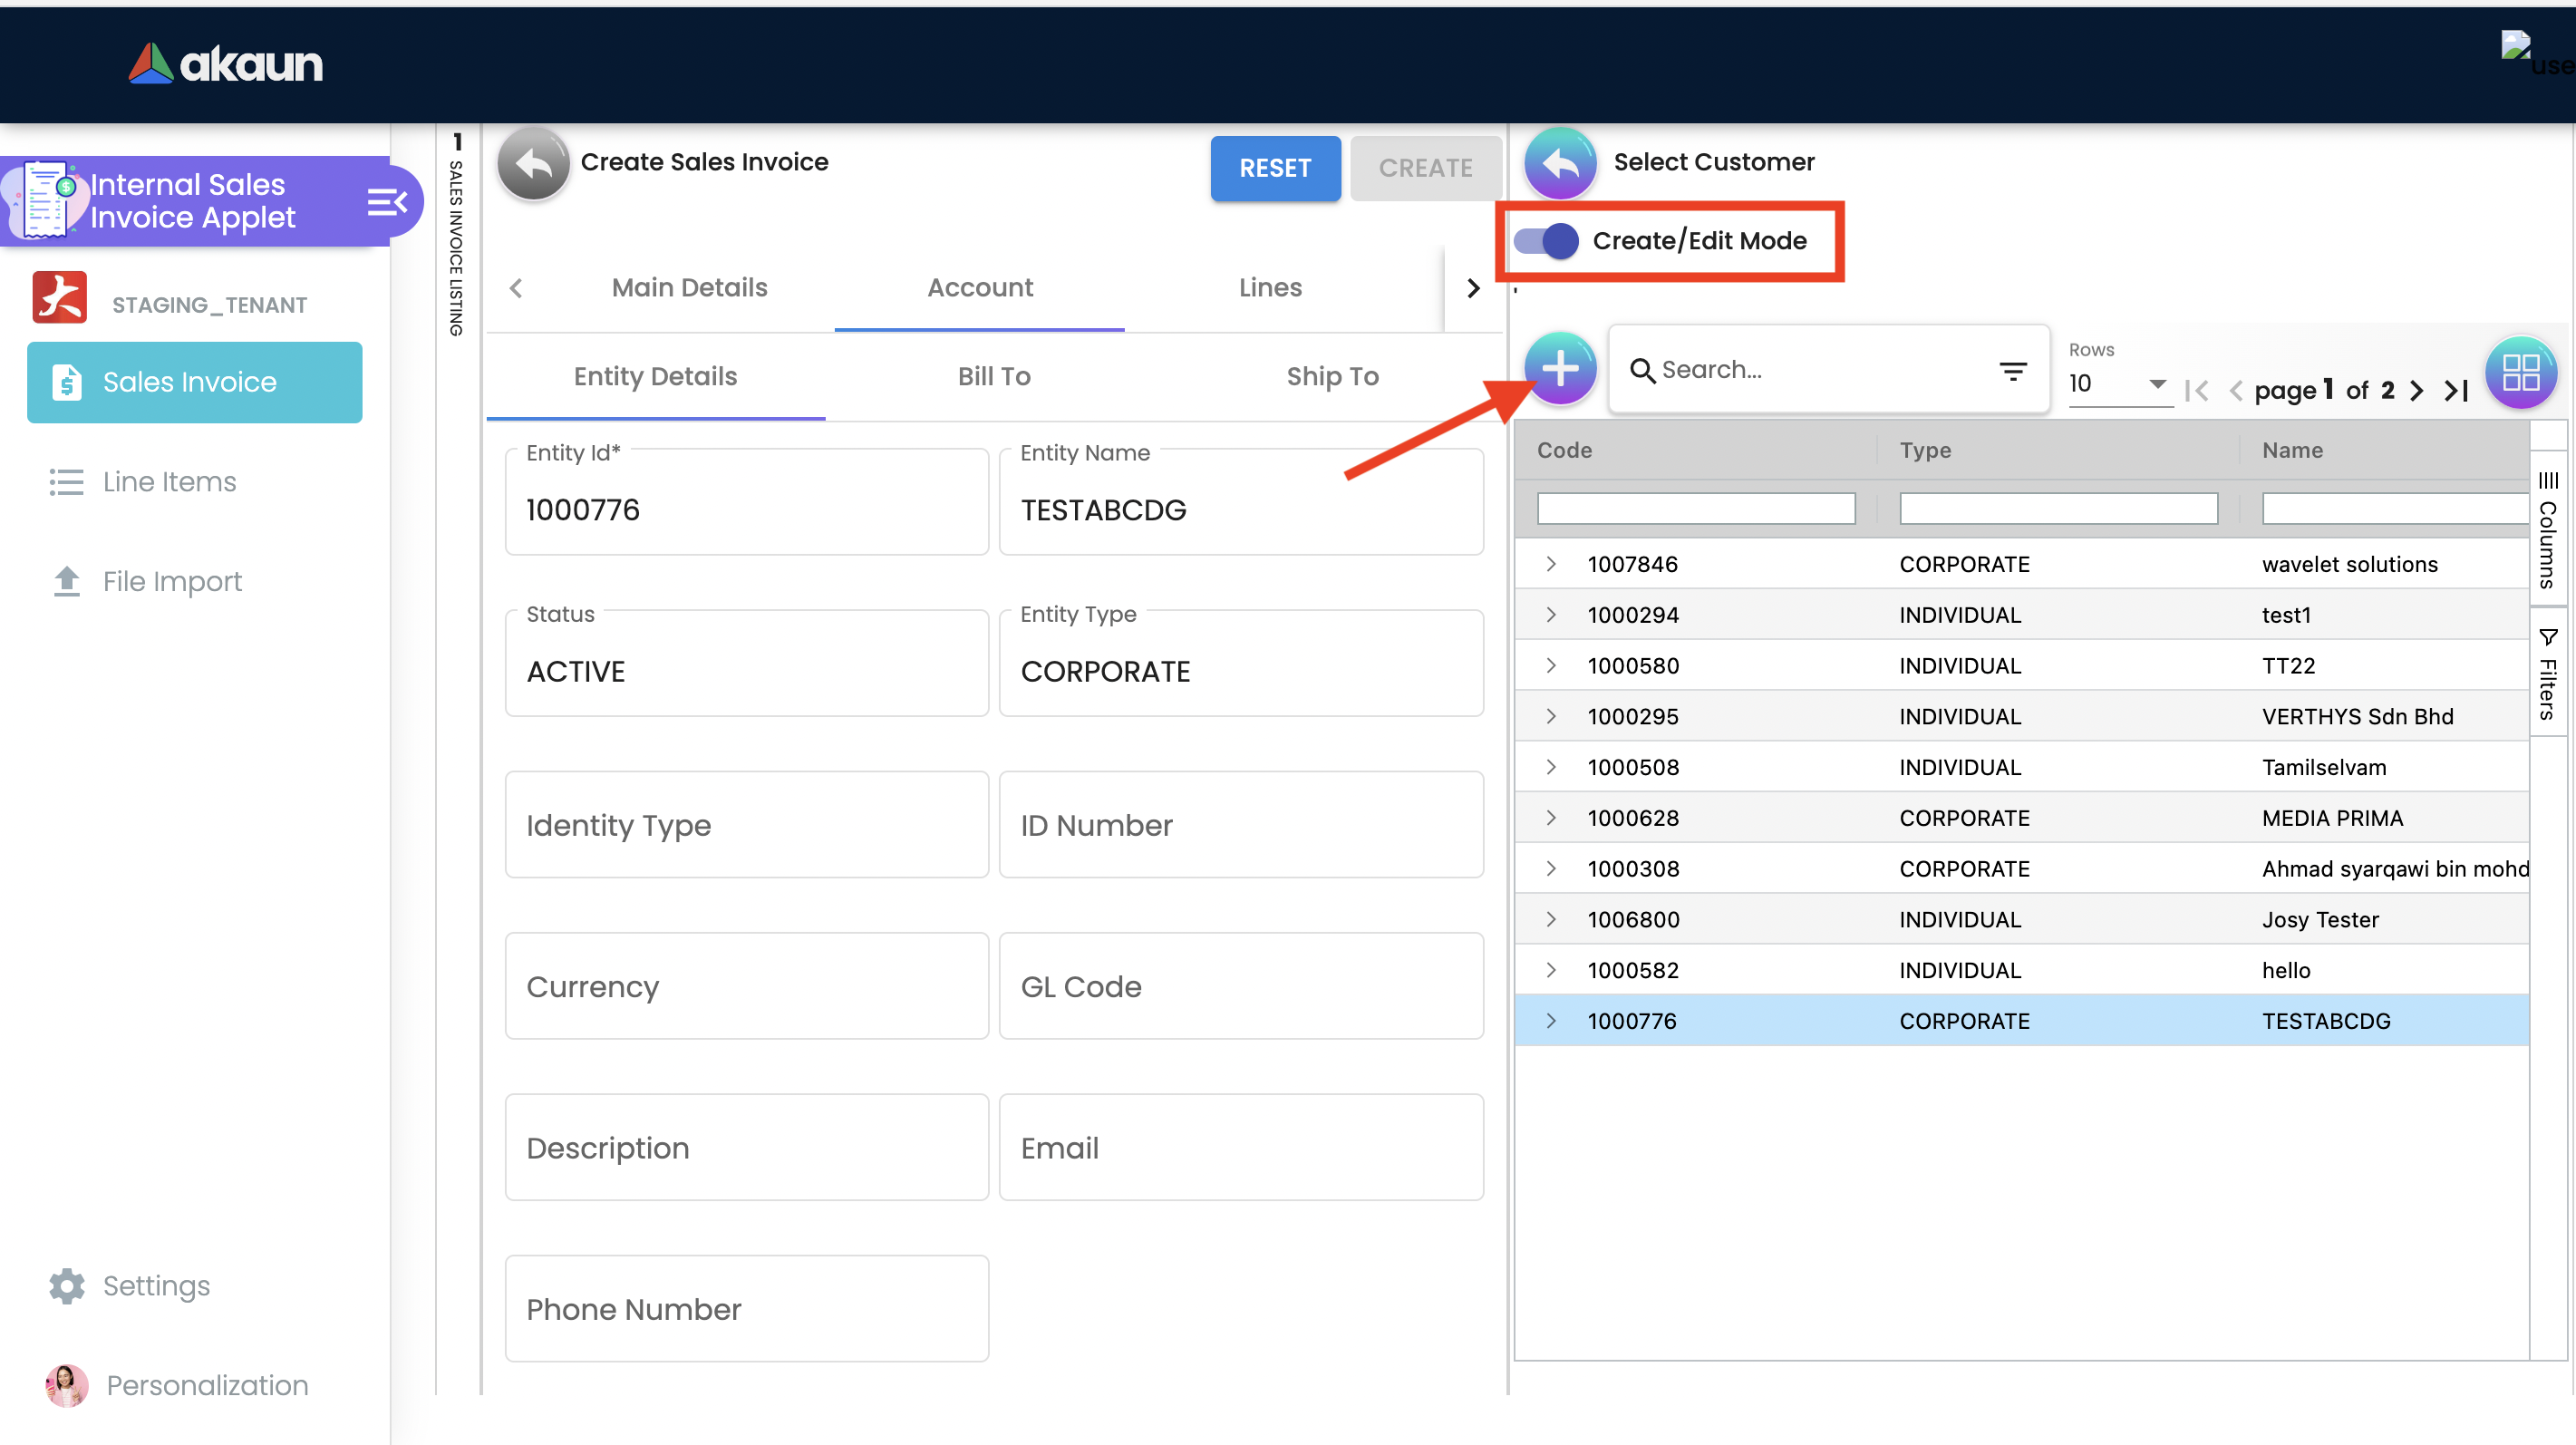 akaun
use
Internal Sales
Invoice Applet
STAGING_TENANT
Sales Invoice
Line Items
File Import
Settings
Personalization
1 SALES INVOICE LISTING
Create Sales Invoice
RESET
CREATE
Main Details
Account
Lines
Entity Details
Bill To
Ship To
Entity Id*
1000776
Entity Name
TESTABCDG
Status
ACTIVE
Entity Type
CORPORATE
Identity Type
ID Number
Currency
GL Code
Description
Email
Phone Number
Select Customer
Create/Edit Mode
Search...
Rows
10
page 1 of 2
Code Type Name
1007846 CORPORATE wavelet solutions
1000294 INDIVIDUAL test1
1000580 INDIVIDUAL TT22
1000295 INDIVIDUAL VERTHYS Sdn Bhd
1000508 INDIVIDUAL Tamilselvam
1000628 CORPORATE MEDIA PRIMA
1000308 CORPORATE Ahmad syarqawi bin mohd
1006800 INDIVIDUAL Josy Tester
1000582 INDIVIDUAL hello
1000776 CORPORATE TESTABCDG
Columns
Filters